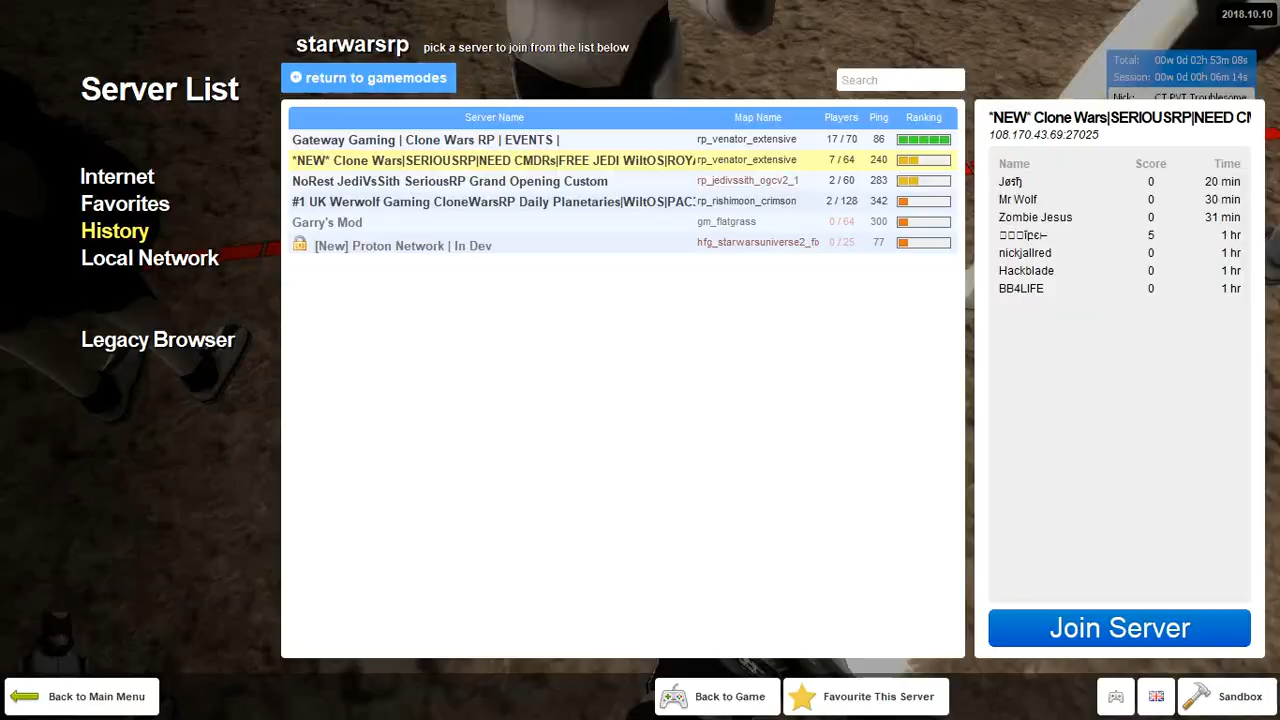 2018.10.10
starwarsrp pick a server to join from the list below
Total: 00w 0d 02h 53m 08s
Session: 00w 0d 00h 06m 14s
Nick: CT PVT Troublesome
Server List
return to gamemodes
Search
Server Name Map Name Players Ping Ranking
Gateway Gaming | Clone Wars RP | EVENTS | rp_venator_extensive 17 / 70 86
*NEW* Clone Wars|SERIOUSRP|NEED CMDRs|FREE JEDI WiltOS|ROY rp_venator_extensive 7 / 64 240
NoRest JediVsSith SeriousRP Grand Opening Custom rp_jedivssith_ogcv2_1 2 / 60 283
#1 UK Werwolf Gaming CloneWarsRP Daily Planetaries|WiltOS|PAC rp_rishimoon_crimson 2 / 128 342
Garry's Mod gm_flatgrass 0 / 64 300
[New] Proton Network | In Dev hfg_starwarsuniverse2_fb 0 / 25 77
Internet
Favorites
History
Local Network
Legacy Browser
*NEW* Clone Wars|SERIOUSRP|NEED CM
108.170.43.69:27025
Name Score Time
0 20 min
Mr Wolf 0 30 min
Zombie Jesus 0 31 min
5 1 hr
nickjallred 0 1 hr
Hackblade 0 1 hr
BB4LIFE 0 1 hr
Join Server
Back to Main Menu
Back to Game
Favourite This Server
Sandbox